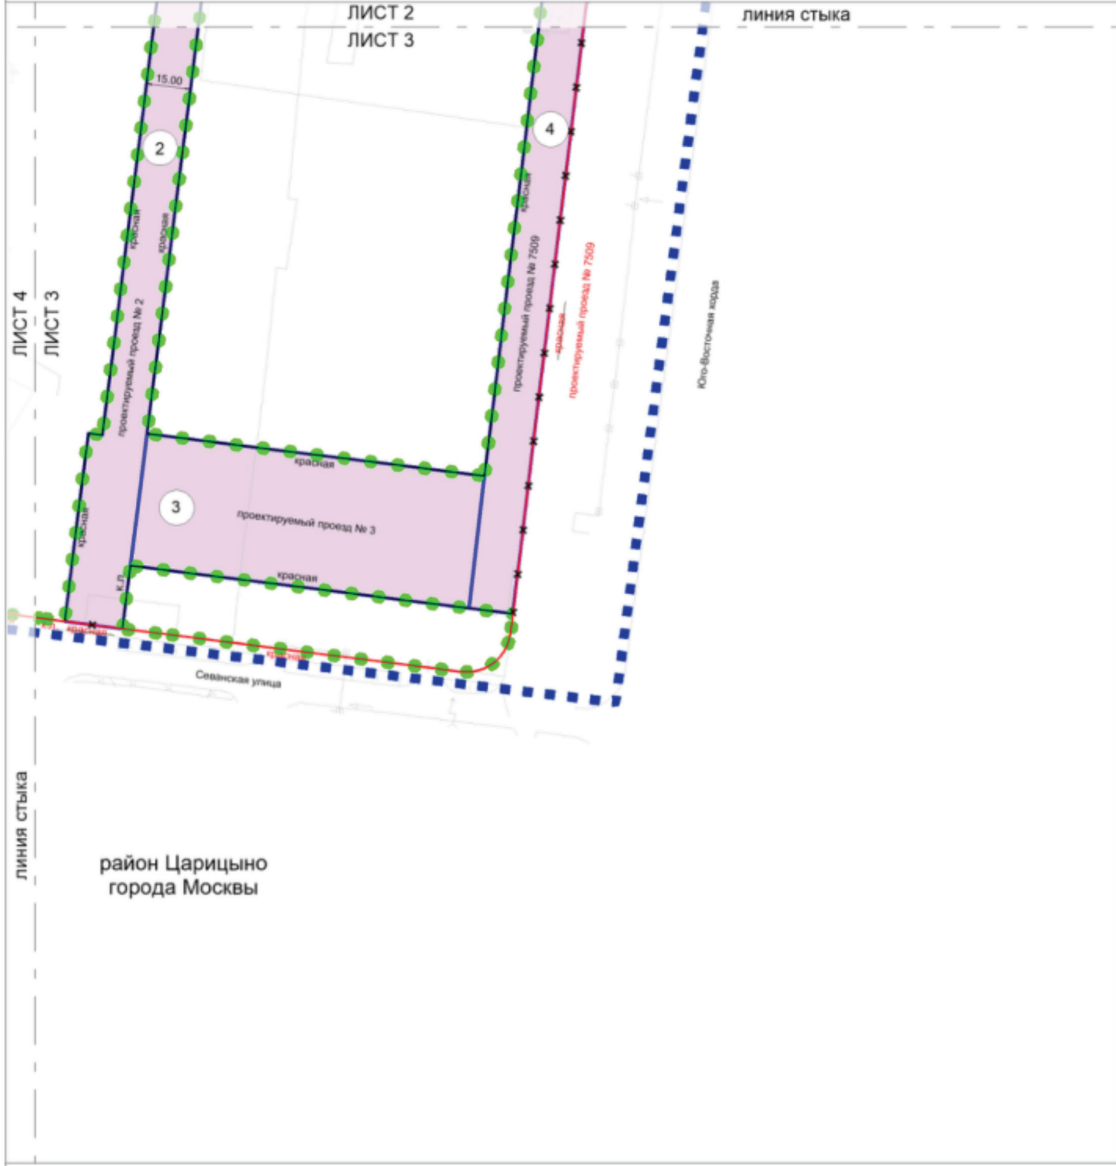 ЛИСТ 2
линия стыка
ЛИСТ 3
15.00
4
2
красная
красная
красная
проектируемый проезд № 7509
проектируемый проезд № 7509
красная
Юго-Восточная хорда
ЛИСТ 4
ЛИСТ 3
проектируемый проезд № 2
красная
3
проектируемый проезд № 3
красная
красная
к.л
к.л.
красная
красная
Севанская улица
линия стыка
район Царицыно
города Москвы